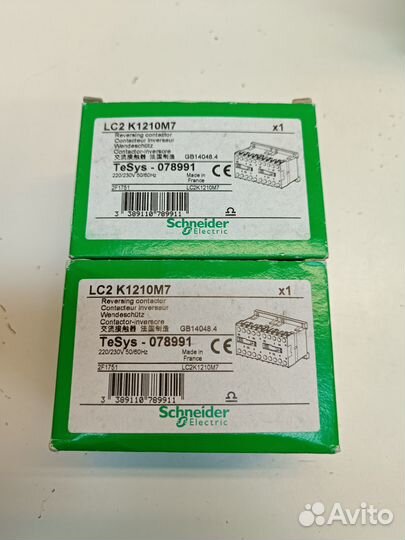 LC2 K1210M7 x1
Reversing contactor
Contacteur inverseur
Wendeschütz
Contactor-inversore
交流接触器 法国制造 GB14048.4
TeSys - 078991
220/230V 50/60Hz Made in France
2F1751 LC2K1210M7
3 389110 789911
Schneider
Electric
LC2 K1210M7 x1
Reversing contactor
Contacteur inverseur
Wendeschütz
Contactor-inversore
交流接触器 法国制造 GB14048.4
TeSys - 078991
220/230V 50/60Hz Made in France
2F1751 LC2K1210M7
3 389110 789911
Schneider
Electric
Avito